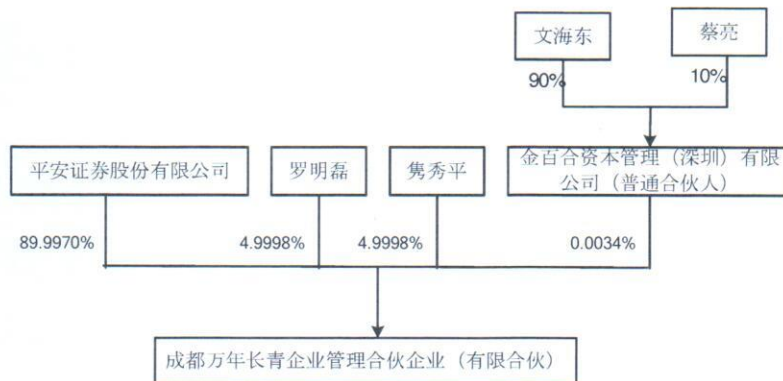 文海东
蔡亮
90%
10%
平安证券股份有限公司
罗明磊
隽秀平
金百合资本管理（深圳）有限
公司（普通合伙人）
89.9970%
4.9998%
4.9998%
0.0034%
成都万年长青企业管理合伙企业（有限合伙）